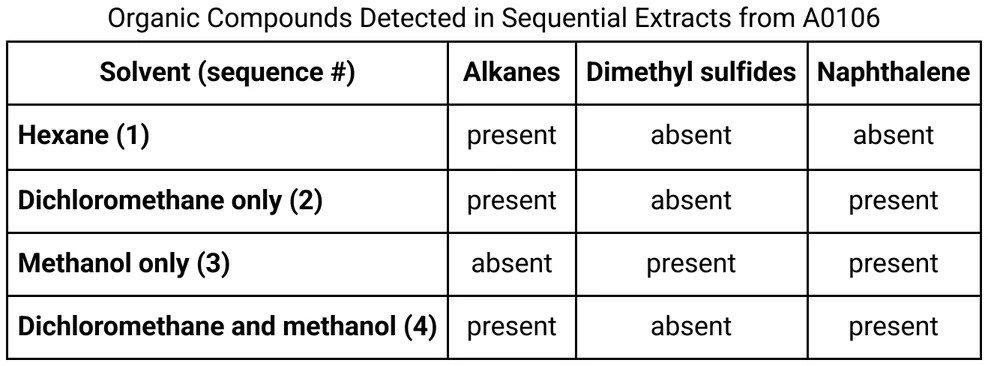 Organic Compounds Detected in Sequential Extracts from A0106
Solvent (sequence #) Alkanes Dimethyl sulfides Naphthalene
Hexane (1) present absent absent
Dichloromethane only (2) present absent present
Methanol only (3) absent present present
Dichloromethane and methanol (4) present absent present